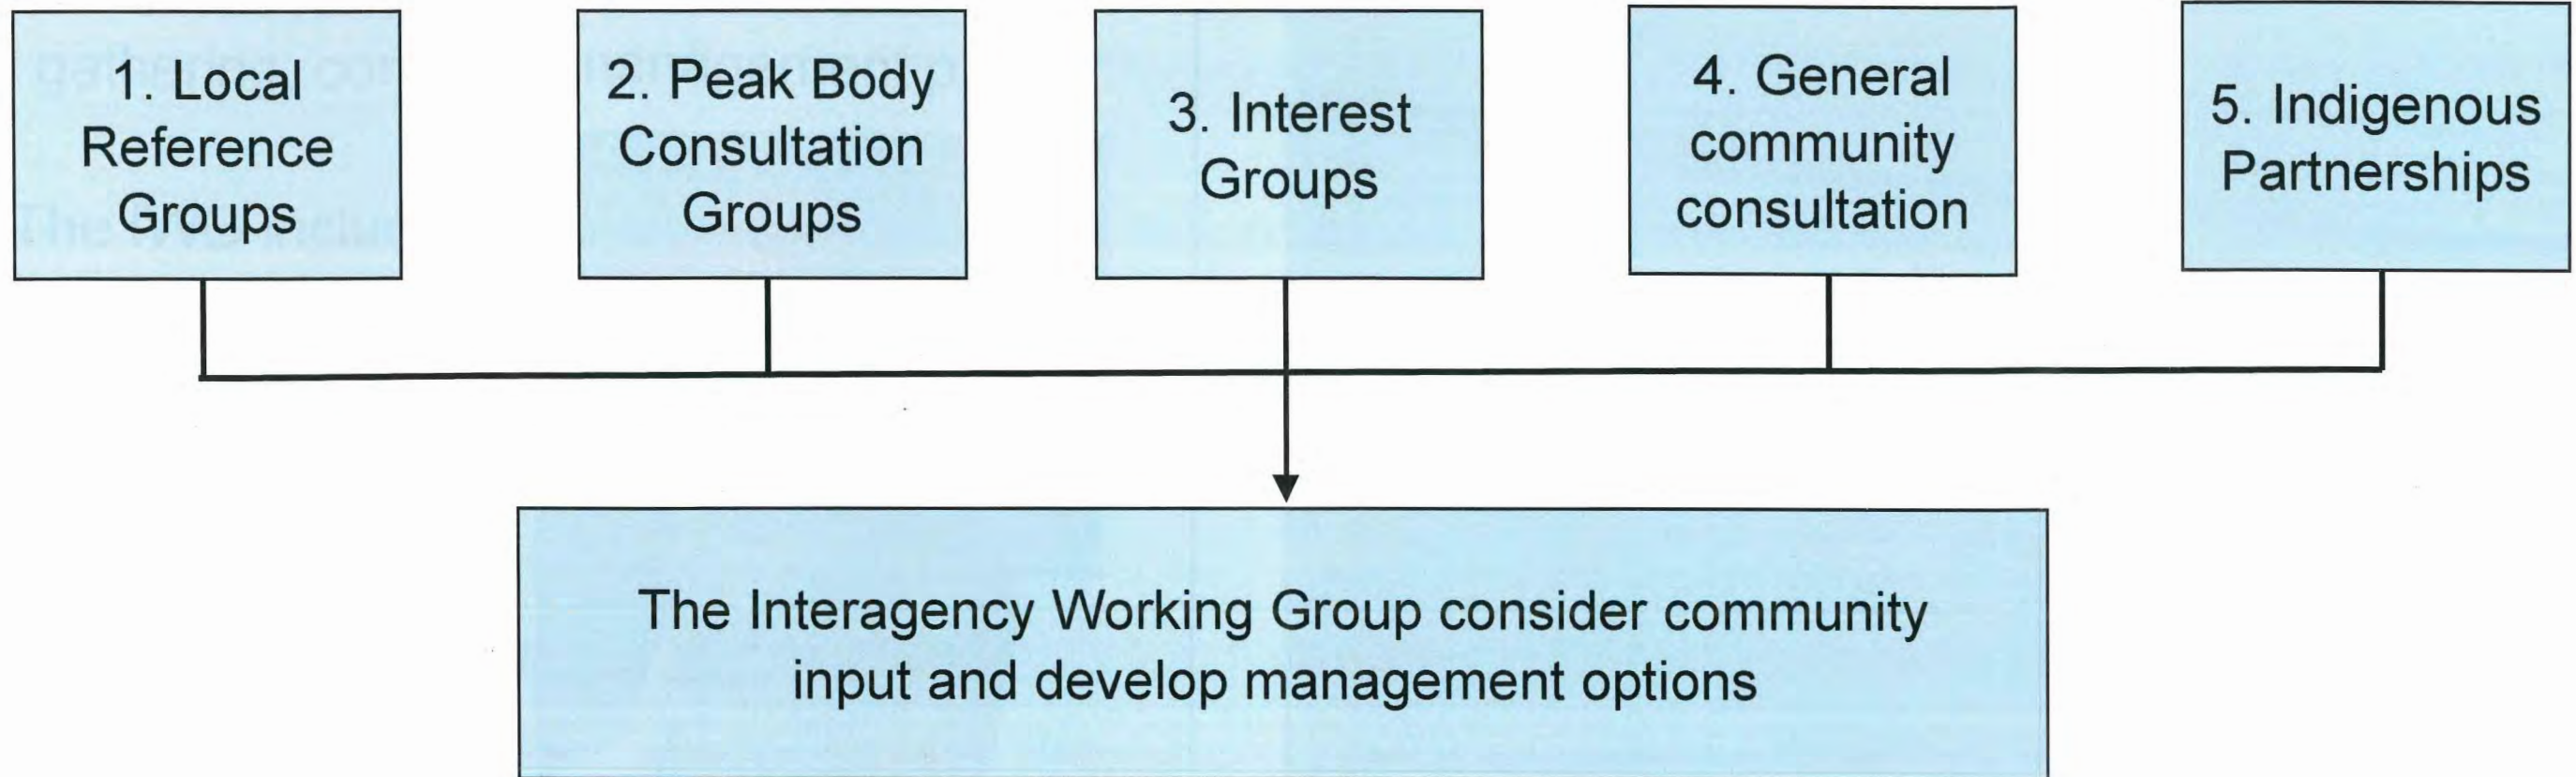 1. Local
Reference
Groups
2. Peak Body
Consultation
Groups
3. Interest
Groups
4. General
community
consultation
5. Indigenous
Partnerships
The Interagency Working Group consider community
input and develop management options